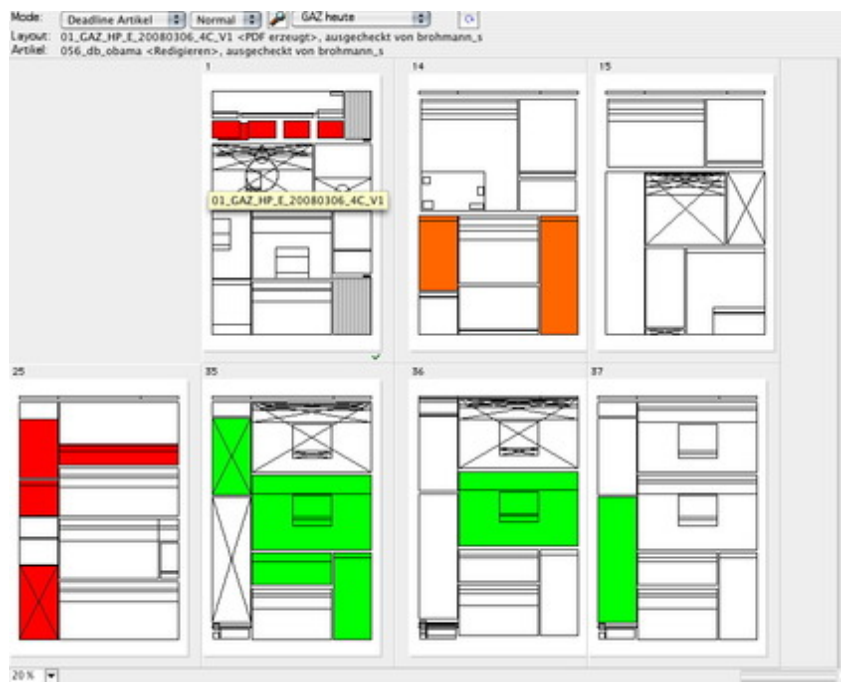 Mode: Deadline Artikel Normal GAZ heute
Layout: 01_GAZ_HP_E_20080306_4C_V1 <PDF erzeugt>, ausgecheckt von brohmann_s
Artikel: 056_db_obama <Redigieren>, ausgecheckt von brohmann_s
1 14 15
01_GAZ_HP_E_20080306_4C_V1
25 35 36 37
20 %